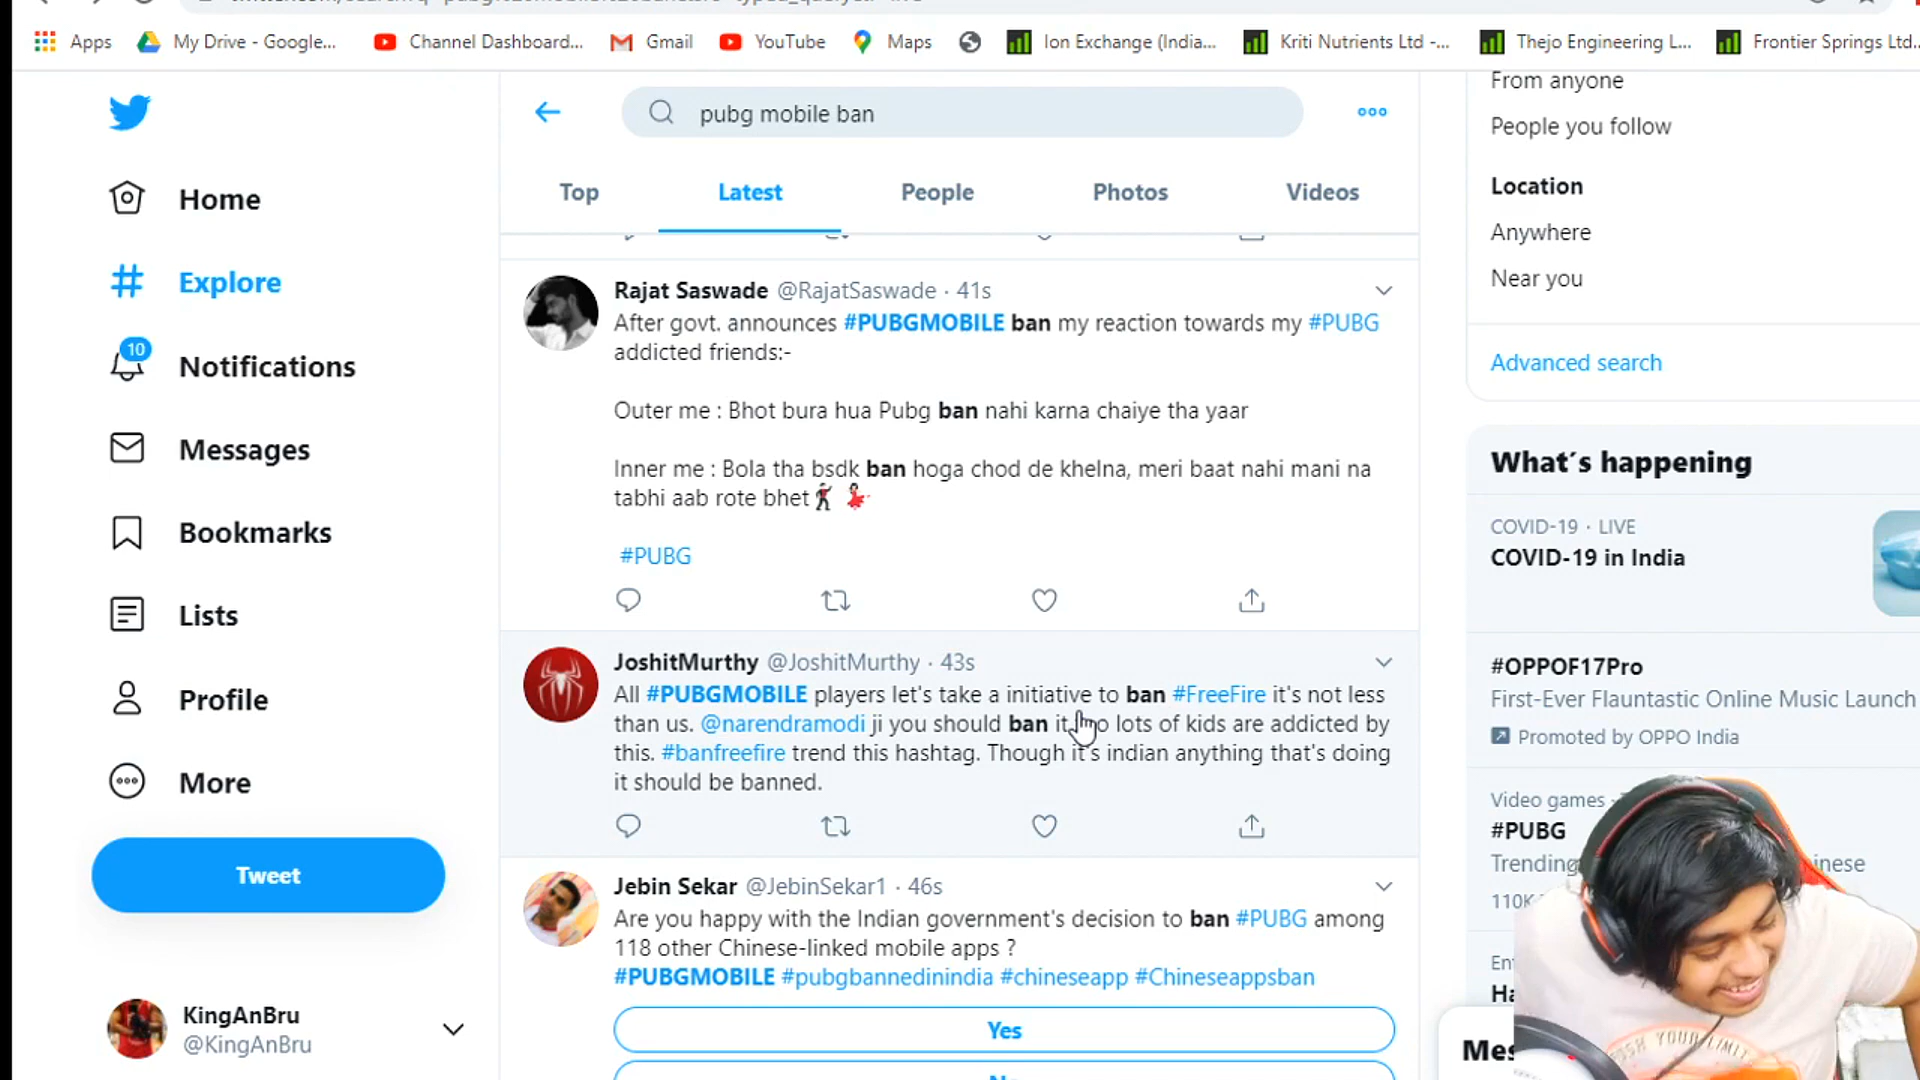 Apps
My Drive - Google...
Channel Dashboard...
Gmail
YouTube
Maps
Ion Exchange (India...
Kriti Nutrients Ltd -...
Thejo Engineering L...
Frontier Springs Ltd...
pubg mobile ban
Top
Latest
People
Photos
Videos
Home
Explore
10
Notifications
Messages
Bookmarks
Lists
Profile
More
Tweet
KingAnBru
@KingAnBru
Rajat Saswade @RajatSaswade · 41s
After govt. announces #PUBGMOBILE ban my reaction towards my #PUBG
addicted friends:-
Outer me : Bhot bura hua Pubg ban nahi karna chaiye tha yaar
Inner me : Bola tha bsdk ban hoga chod de khelna, meri baat nahi mani na
tabhi aab rote bhet
#PUBG
JoshitMurthy @JoshitMurthy · 43s
All #PUBGMOBILE players let's take a initiative to ban #FreeFire it's not less
than us. @narendramodi ji you should ban it lots of kids are addicted by
this. #banfreefire trend this hashtag. Though it's indian anything that's doing
it should be banned.
Jebin Sekar @JebinSekar1 · 46s
Are you happy with the Indian government's decision to ban #PUBG among
118 other Chinese-linked mobile apps ?
#PUBGMOBILE #pubgbannedinindia #chineseapp #Chineseappsban
Yes
From anyone
People you follow
Location
Anywhere
Near you
Advanced search
What's happening
COVID-19 · LIVE
COVID-19 in India
#OPPOF17Pro
First-Ever Flauntastic Online Music Launch
Promoted by OPPO India
Video games
#PUBG
Trending
110K
YOUR LIMIT